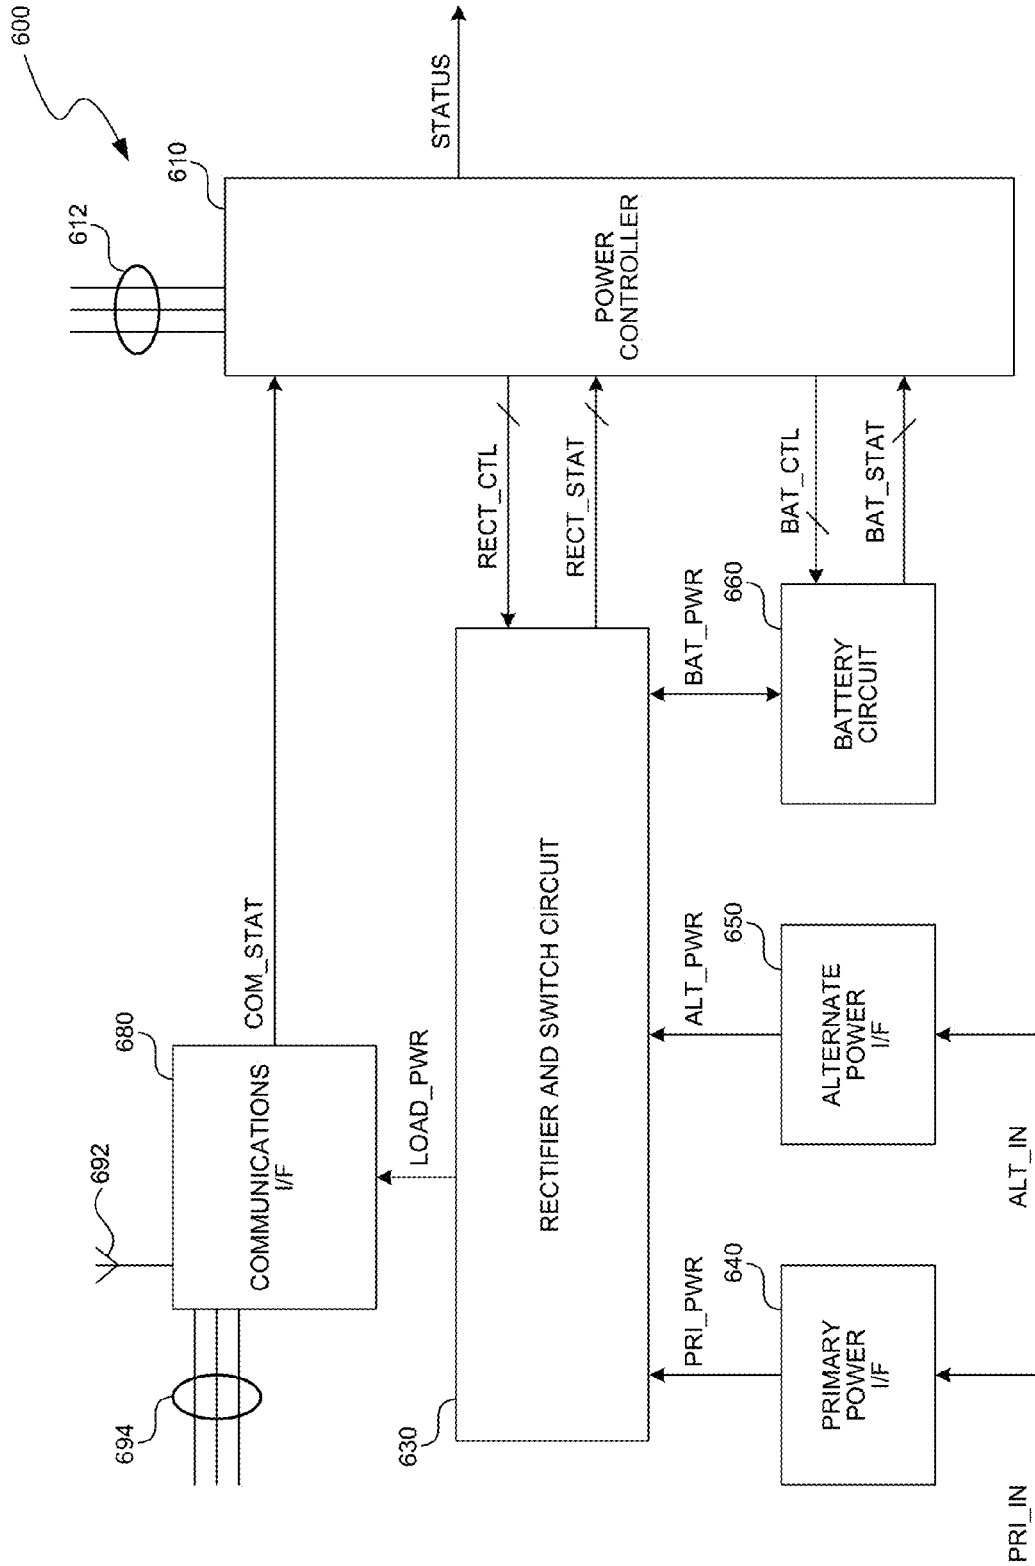 600
692
694
COMMUNICATIONS
I/F
680
COM_STAT
612
610
STATUS
LOAD_PWR
630
RECTIFIER AND SWITCH CIRCUIT
RECT_CTL
RECT_STAT
POWER
CONTROLLER
PRI_PWR
ALT_PWR
BAT_PWR
640
PRIMARY
POWER
I/F
650
ALTERNATE
POWER
I/F
660
BATTERY
CIRCUIT
BAT_CTL
BAT_STAT
PRI_IN
ALT_IN